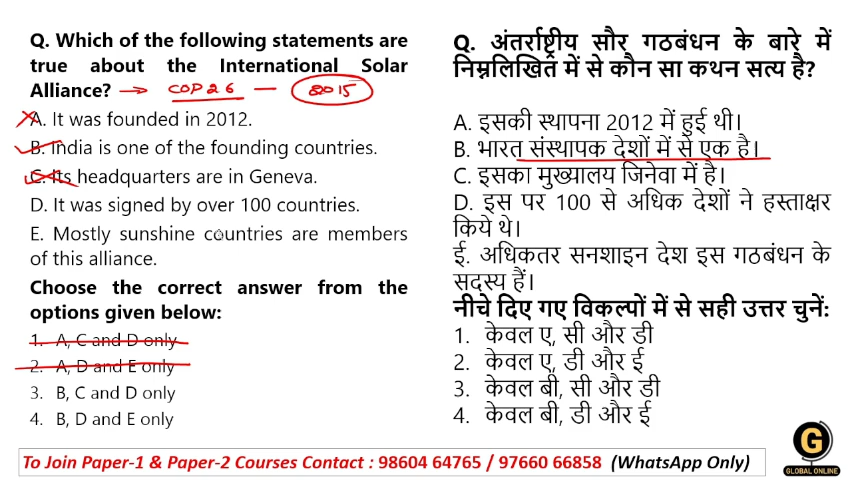 Q. Which of the following statements are
true about the International Solar
Alliance? → COP26 — 2015
A. It was founded in 2012.
B. India is one of the founding countries.
C. Its headquarters are in Geneva.
D. It was signed by over 100 countries.
E. Mostly sunshine countries are members
of this alliance.
Choose the correct answer from the
options given below:
1. A, C and D only
2. A, D and E only
3. B, C and D only
4. B, D and E only
Q. अंतर्राष्ट्रीय सौर गठबंधन के बारे में
निम्नलिखित में से कौन सा कथन सत्य है?
A. इसकी स्थापना 2012 में हुई थी।
B. भारत संस्थापक देशों में से एक है।
C. इसका मुख्यालय जिनेवा में है।
D. इस पर 100 से अधिक देशों ने हस्ताक्षर
किये थे।
ई. अधिकतर सनशाइन देश इस गठबंधन के
सदस्य हैं।
नीचे दिए गए विकल्पों में से सही उत्तर चुनें:
1. केवल ए, सी और डी
2. केवल ए, डी और ई
3. केवल बी, सी और डी
4. केवल बी, डी और ई
To Join Paper-1 & Paper-2 Courses Contact : 98604 64765 / 97660 66858 (WhatsApp Only)
G
GLOBAL ONLINE